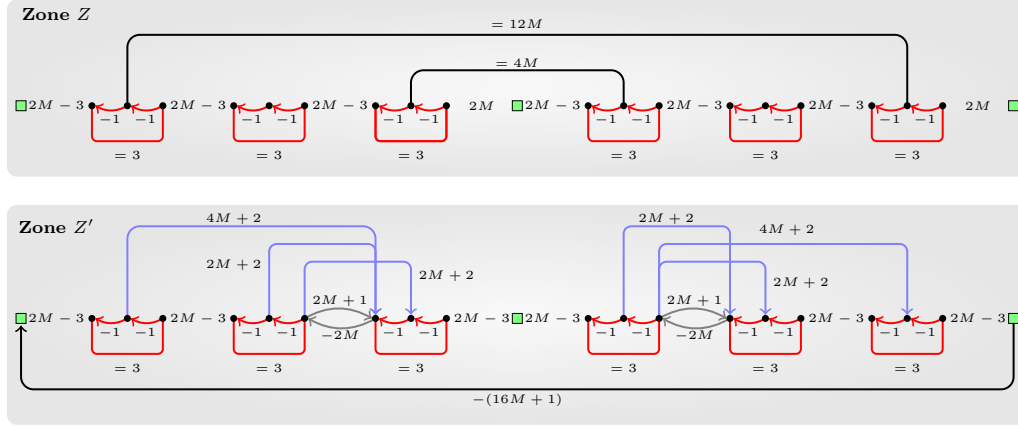 Zone Z
= 12M
= 4M
2M − 3 2M − 3 2M − 3 2M 2M − 3 2M − 3 2M − 3 2M
−1 −1 −1 −1 −1 −1 −1 −1 −1 −1 −1 −1
= 3 = 3 = 3 = 3 = 3 = 3
Zone Z′
4M + 2 2M + 2 4M + 2
2M + 2 2M + 2 2M + 2
2M + 1 2M + 1
2M − 3 2M − 3 2M − 3 2M − 3 2M − 3 2M − 3
−1 −1 −1 −1 −2M −1 −1 −1 −1 −2M −1 −1 −1 −1
= 3 = 3 = 3 = 3 = 3 = 3
−(16M + 1)